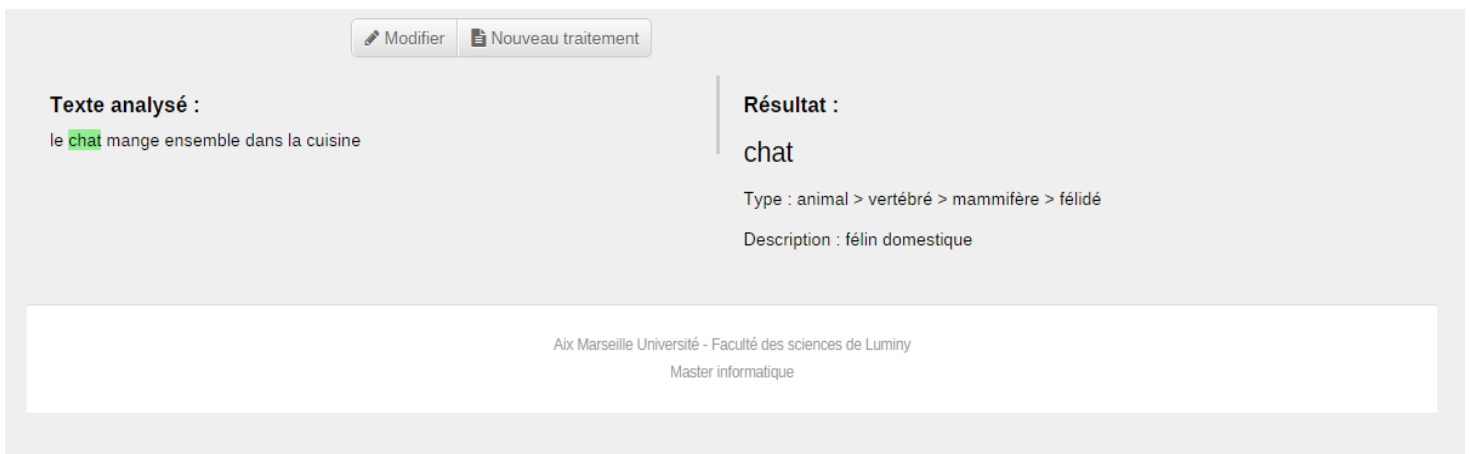 Modifier
Nouveau traitement
Texte analysé :
le chat mange ensemble dans la cuisine
Résultat :
chat
Type : animal > vertébré > mammifère > félidé
Description : félin domestique
Aix Marseille Université - Faculté des sciences de Luminy
Master informatique